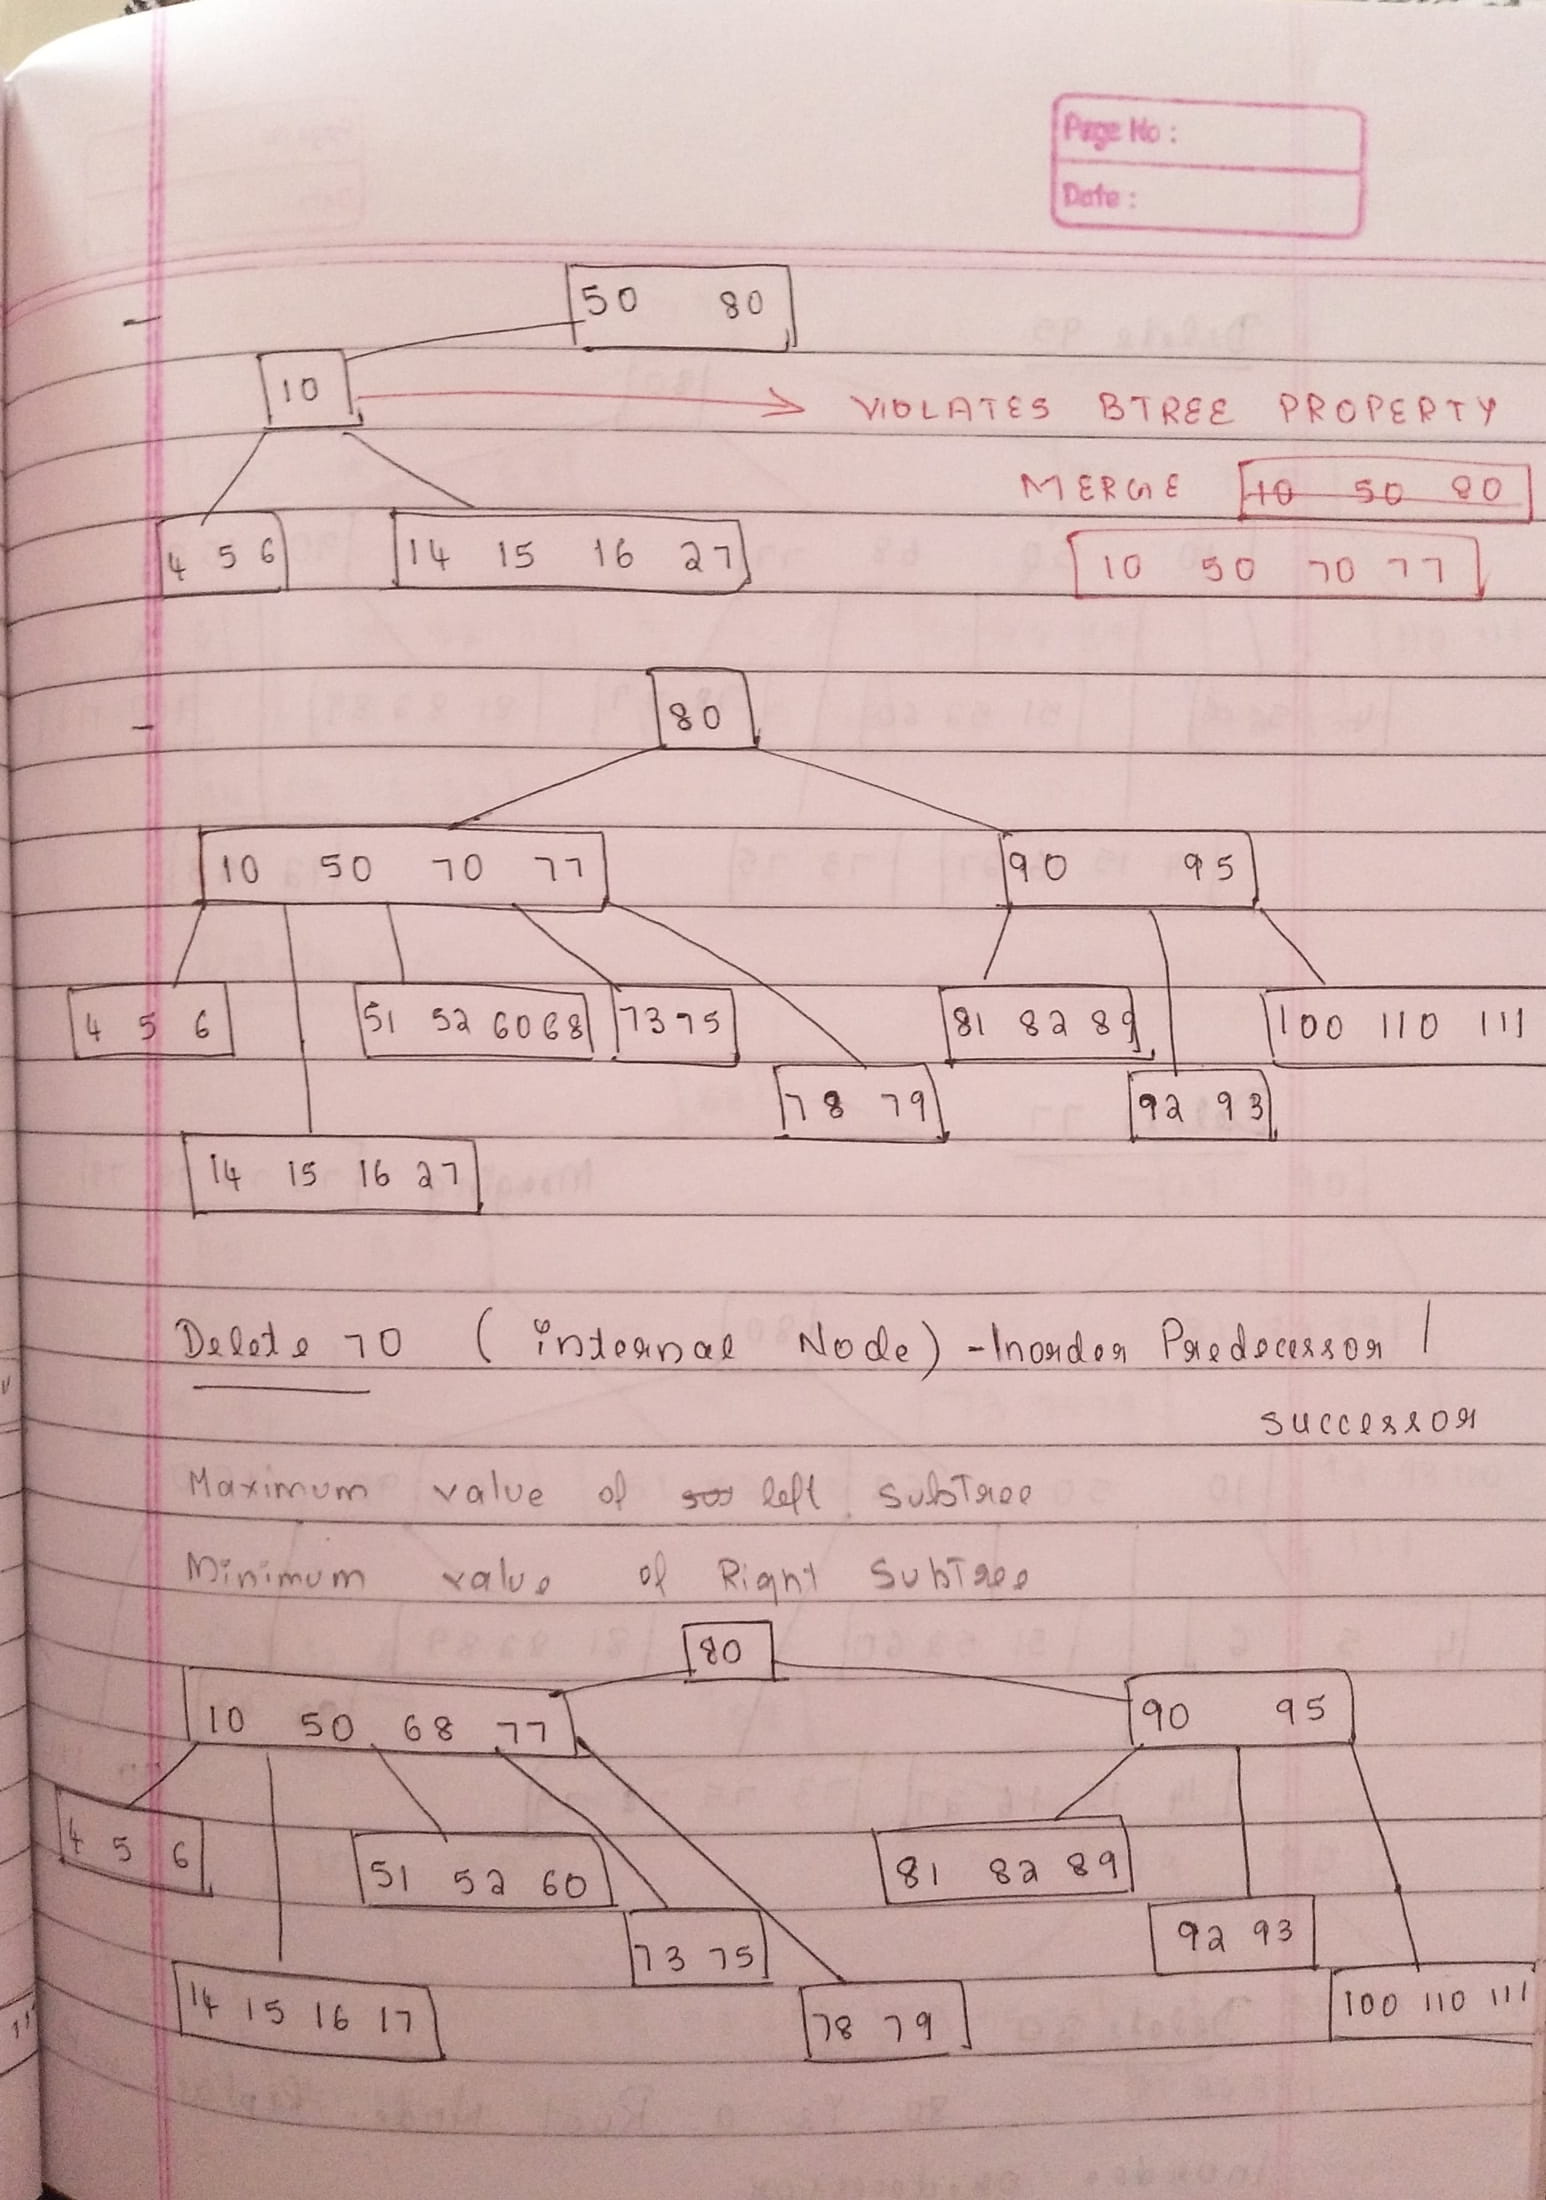 Page No :
Date :
50 80
10
VIOLATES BTREE PROPERTY
MERGE 10 50 80
4 5 6 14 15 16 27
10 50 70 77
80
10 50 70 77 90 95
4 5 6 51 52 60 68 73 75 81 82 89 100 110 111
78 79 92 93
14 15 16 27
Delete 70 ( internal Node) - Inorder Predecessor /
successor
Maximum value of left subTree
Minimum value of Right SubTree
80
10 50 68 77 90 95
4 5 6 51 52 60 81 82 89
73 75 92 93
14 15 16 17 78 79 100 110 111